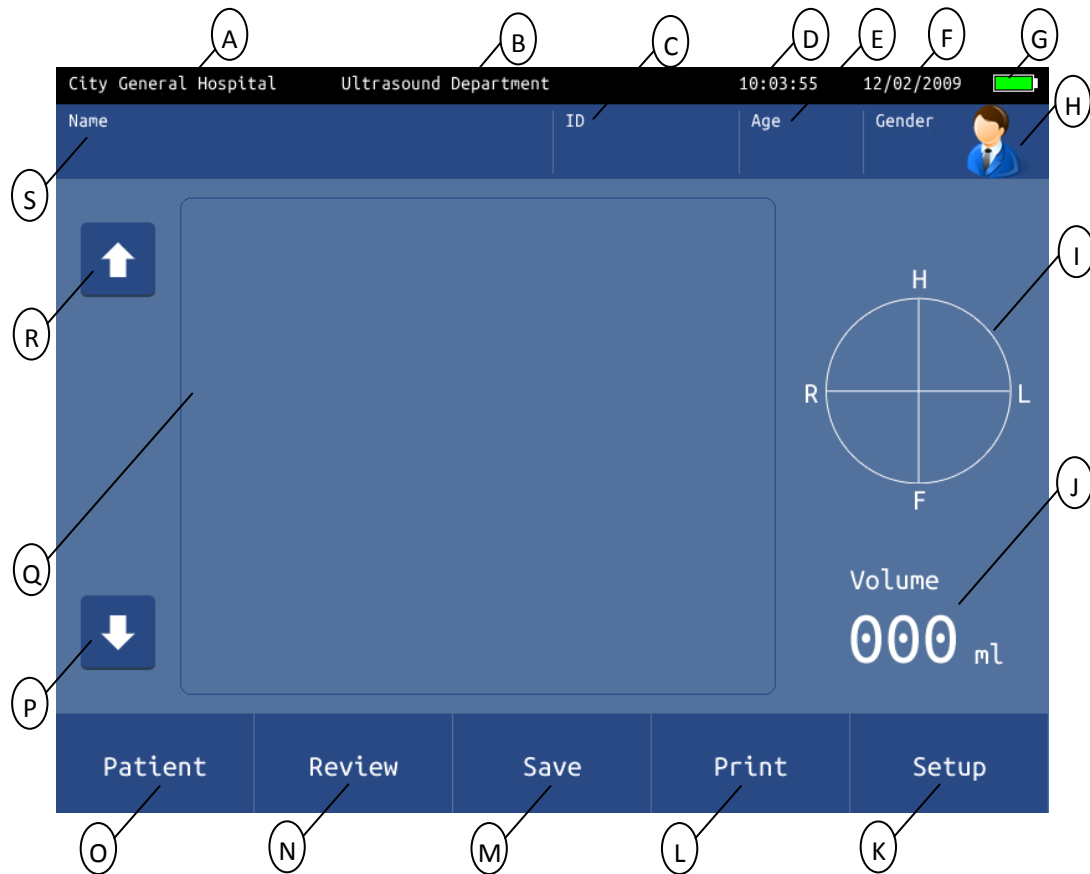 A B C D E F G
City General Hospital Ultrasound Department 10:03:55 12/02/2009
H
Name ID Age Gender
S
I
H
R
R L
J
F
Q
Volume
000 ml
P
Patient Review Save Print Setup
O N M L K